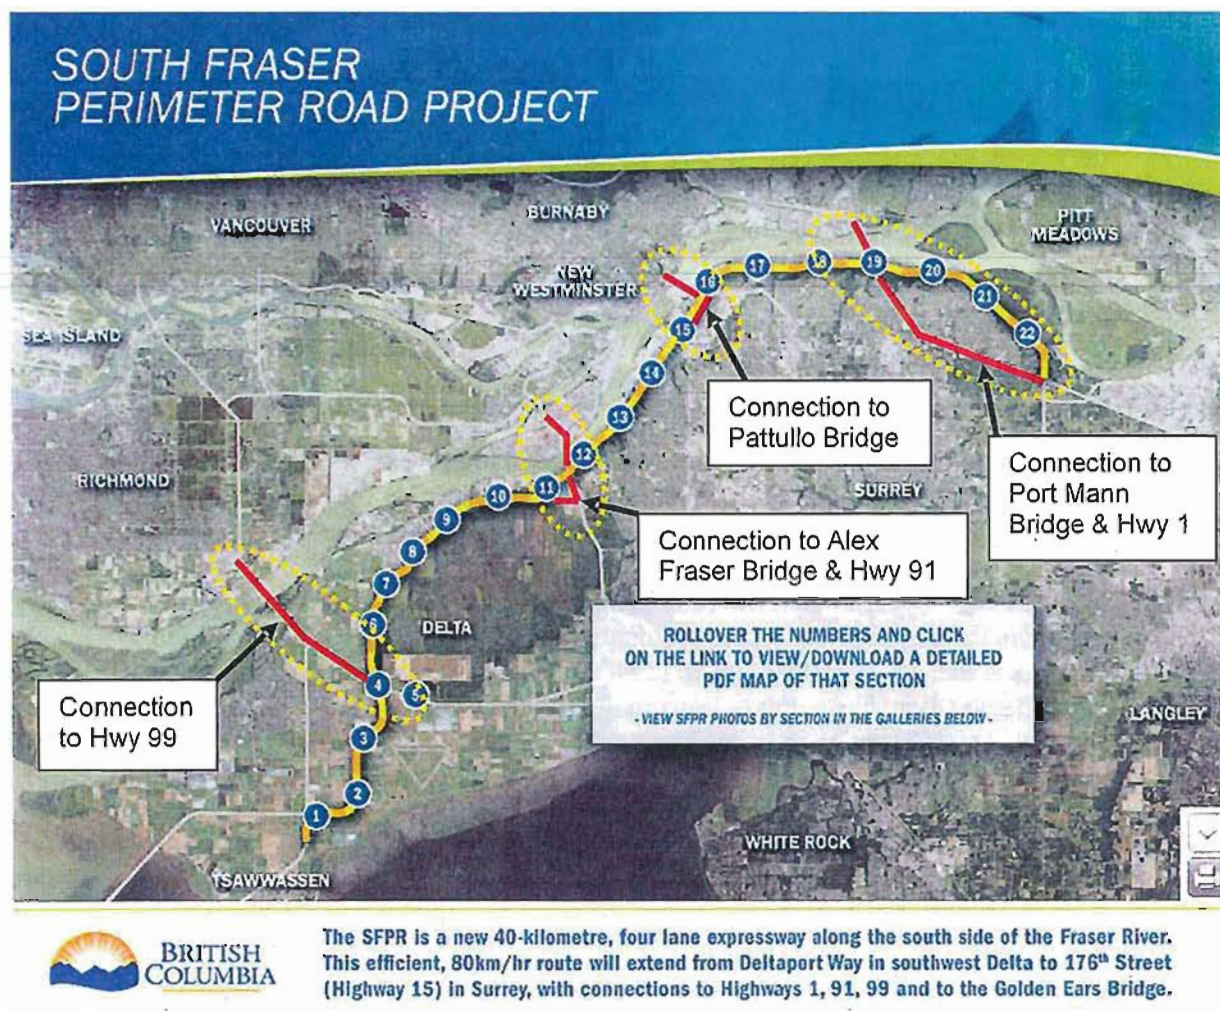 SOUTH FRASER
PERIMETER ROAD PROJECT
VANCOUVER
BURNABY
PITT
MEADOWS
NEW
WESTMINSTER
SEA ISLAND
RICHMOND
SURREY
DELTA
LANGLEY
WHITE ROCK
TSAWWASSEN
16
17
18
19
20
21
22
15
14
13
12
11
10
9
8
7
6
4
5
3
2
1
Connection to
Pattullo Bridge
Connection to
Port Mann
Bridge & Hwy 1
Connection to Alex
Fraser Bridge & Hwy 91
Connection
to Hwy 99
ROLLOVER THE NUMBERS AND CLICK
ON THE LINK TO VIEW/DOWNLOAD A DETAILED
PDF MAP OF THAT SECTION
- VIEW SFPR PHOTOS BY SECTION IN THE GALLERIES BELOW -
BRITISH
COLUMBIA
The SFPR is a new 40-kilometre, four lane expressway along the south side of the Fraser River.
This efficient, 80km/hr route will extend from Deltaport Way in southwest Delta to 176th Street
(Highway 15) in Surrey, with connections to Highways 1, 91, 99 and to the Golden Ears Bridge.